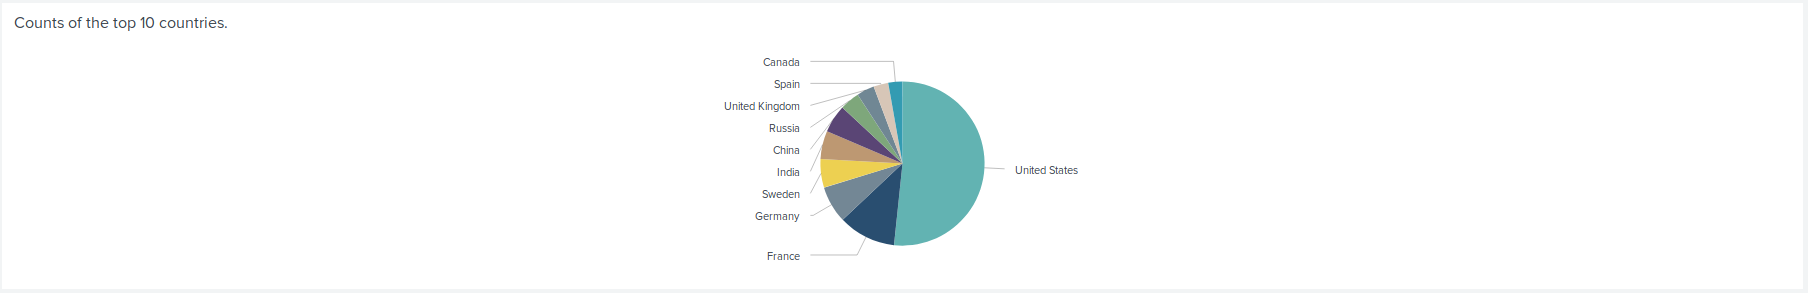 Counts of the top 10 countries.
Canada
Spain
United Kingdom
Russia
China
India
United States
Sweden
Germany
France